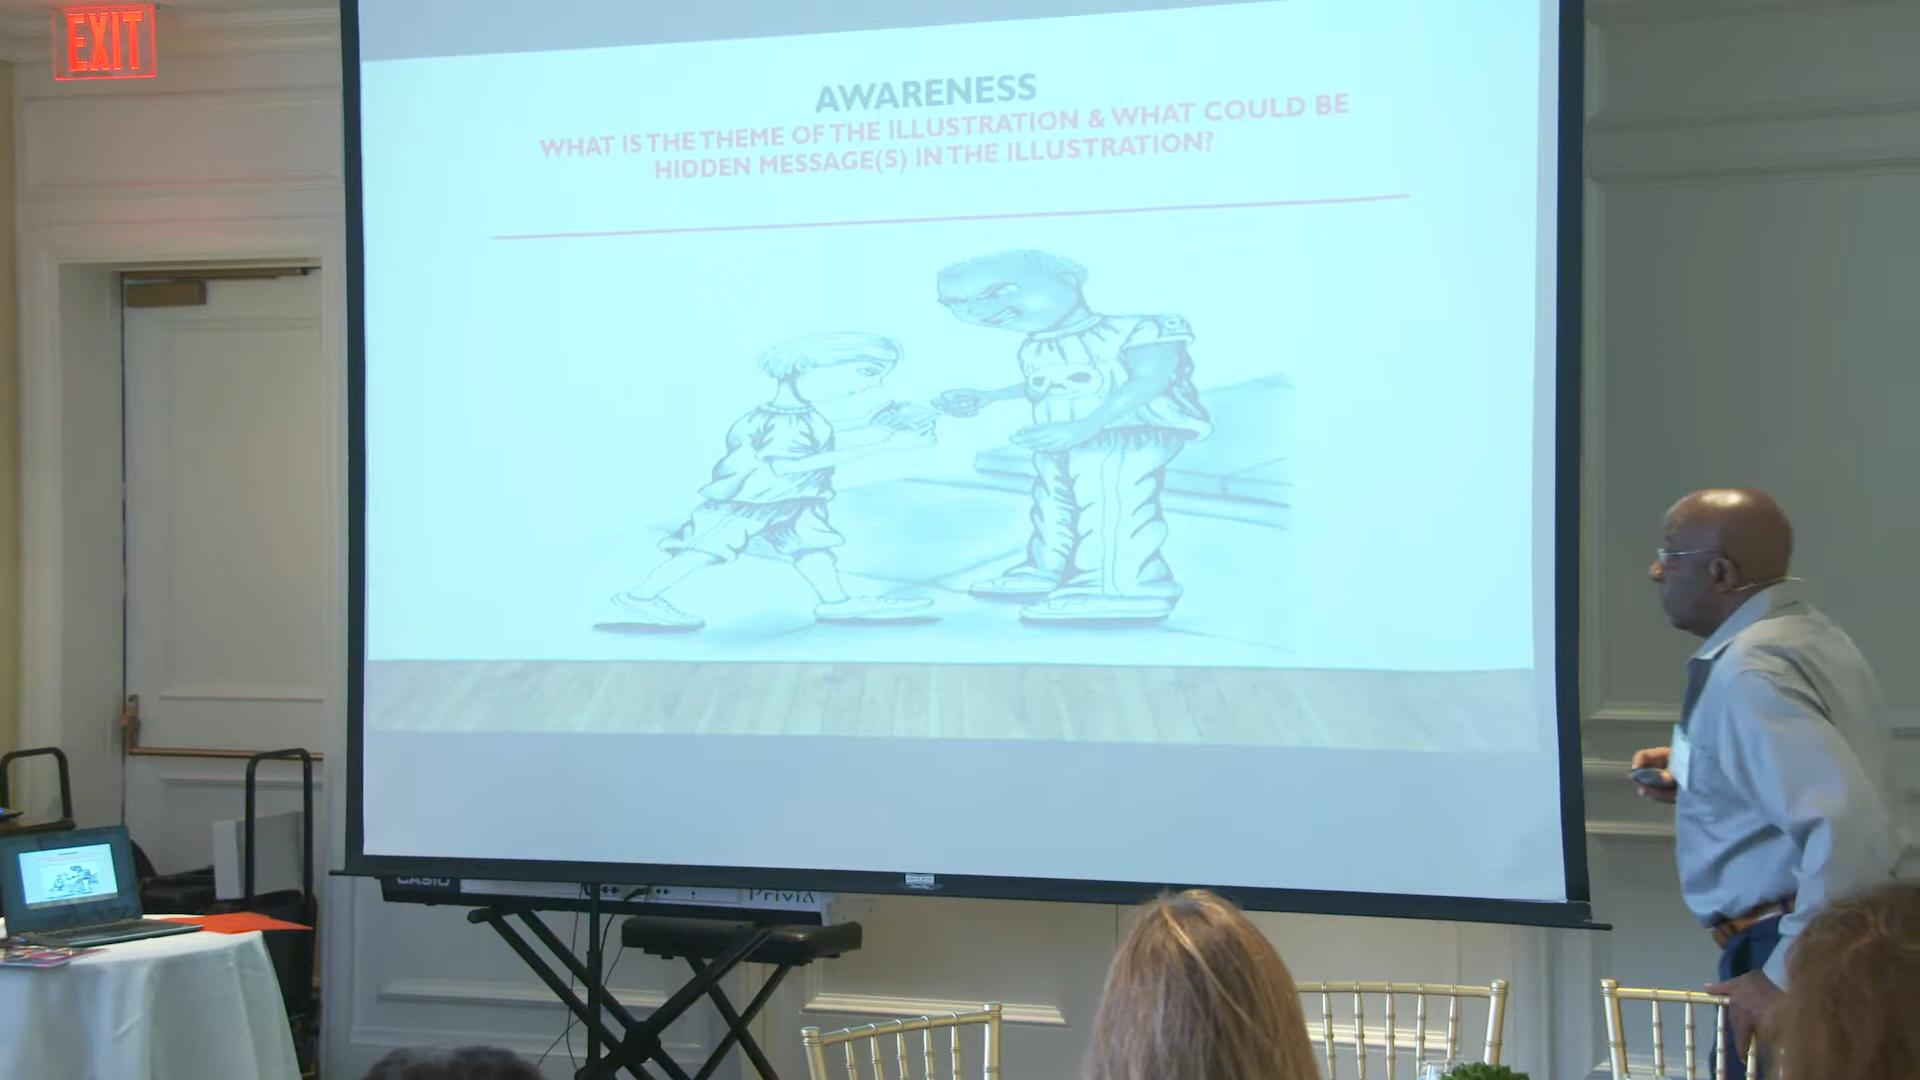 EXIT
AWARENESS
WHAT IS THE THEME OF THE ILLUSTRATION & WHAT COULD BE
HIDDEN MESSAGE(S) IN THE ILLUSTRATION?
CASIO
Privia